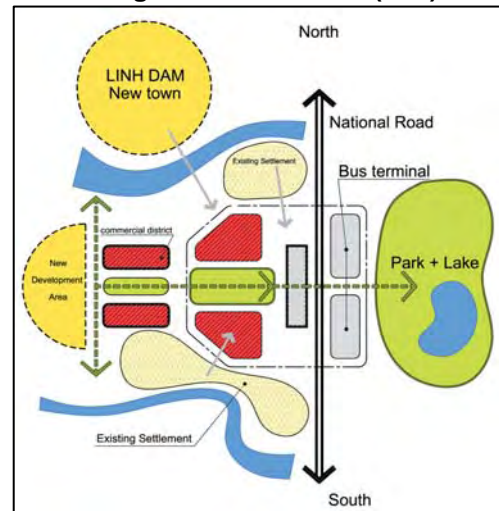 North
LINH DAM
New town
National Road
Existing Settlement
Bus terminal
commercial district
New
Development
Area
Park + Lake
Existing Settlement
South